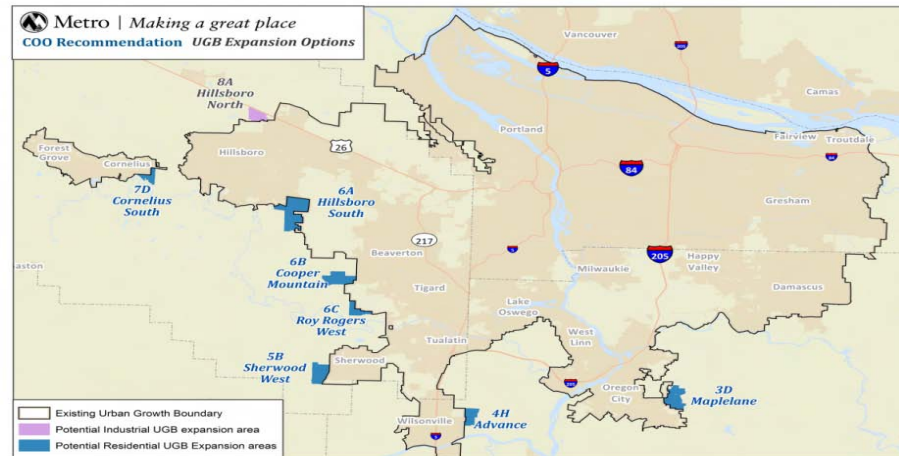 Metro | Making a great place
COO Recommendation UGB Expansion Options
Vancouver
205
5
8A
Hillsboro
North
Camas
Portland
Fairview
Troutdale
Forest
Grove
Cornelius
Hillsboro
26
84
84
7D
Cornelius
South
6A
Hillsboro
South
Gresham
217
Beaverton
5
205
6B
Cooper
Mountain
Milwaukie
Happy
Valley
Tigard
Damascus
6C
Roy Rogers
West
Lake
Oswego
Tualatin
West
Linn
5B
Sherwood
West
Sherwood
205
Oregon
City
3D
Maplelane
4H
Advance
Wilsonville
5
Existing Urban Growth Boundary
Potential Industrial UGB Expansion area
Potential Residential UGB Expansion areas